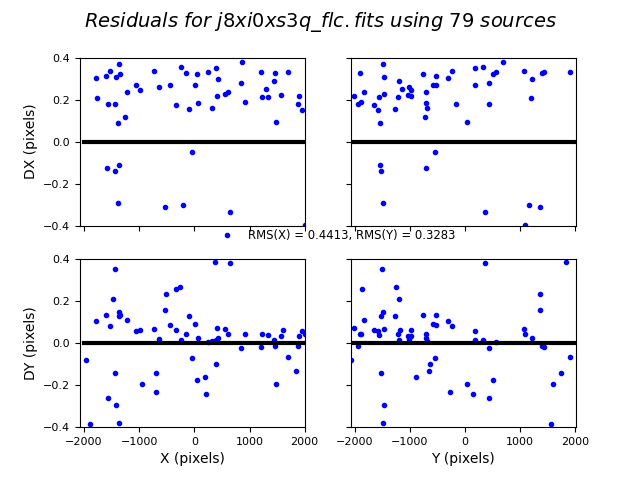 Residuals for j8xi0xs3q_flc.fits using 79 sources
0.4
0.2
0.0
−0.2
−0.4
DX (pixels)
RMS(X) = 0.4413, RMS(Y) = 0.3283
0.4
0.2
0.0
−0.2
−0.4
DY (pixels)
−2000 −1000 0 1000 2000
−2000 −1000 0 1000 2000
X (pixels)
Y (pixels)